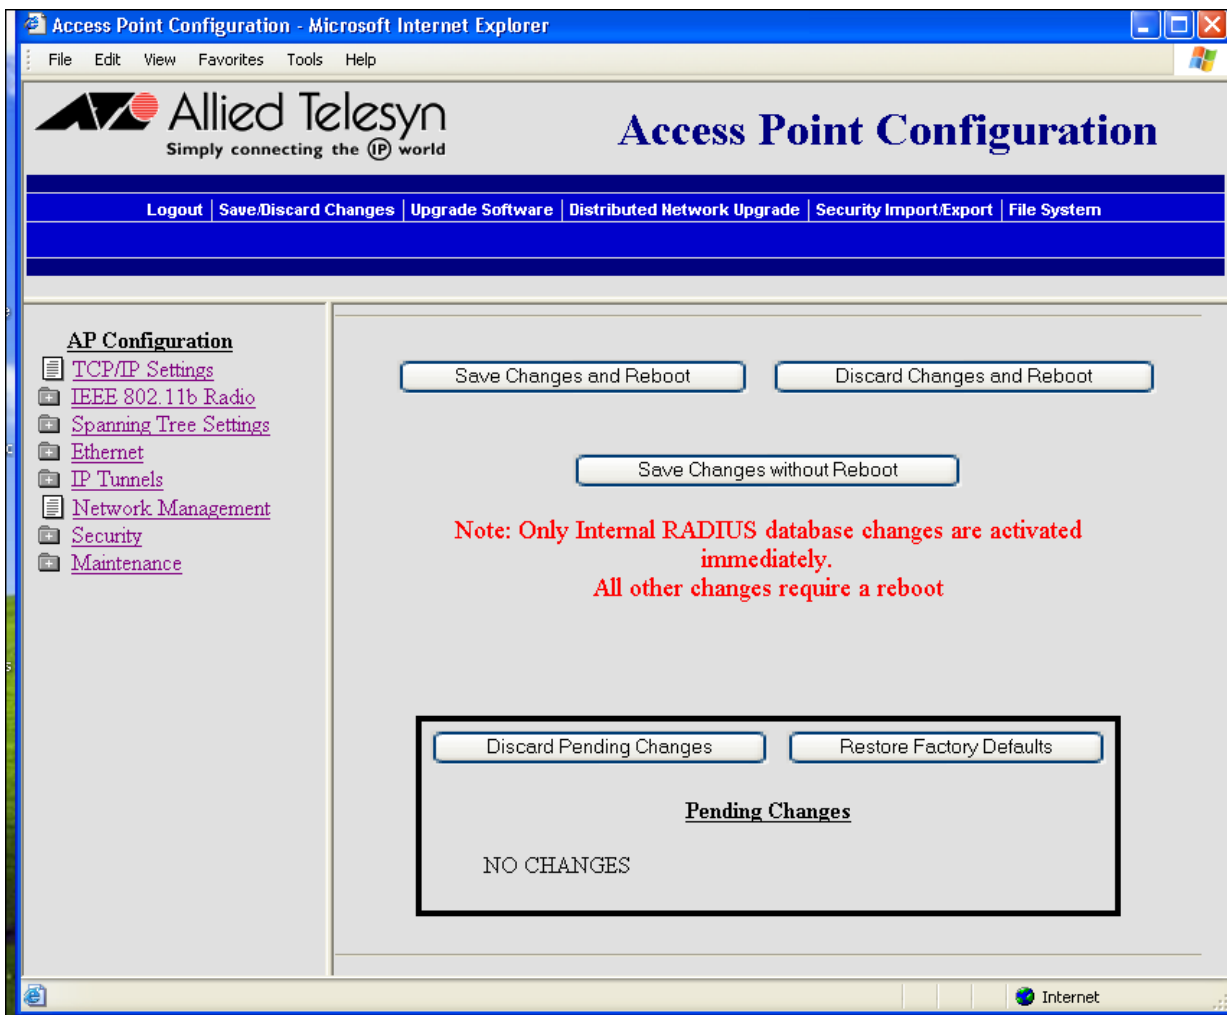 Access Point Configuration - Microsoft Internet Explorer
File Edit View Favorites Tools Help
Allied Telesyn
Simply connecting the IP world
Access Point Configuration
Logout | Save/Discard Changes | Upgrade Software | Distributed Network Upgrade | Security Import/Export | File System
AP Configuration
TCP/IP Settings
IEEE 802.11b Radio
Spanning Tree Settings
Ethernet
IP Tunnels
Network Management
Security
Maintenance
Save Changes and Reboot
Discard Changes and Reboot
Save Changes without Reboot
Note: Only Internal RADIUS database changes are activated
immediately.
All other changes require a reboot
Discard Pending Changes
Restore Factory Defaults
Pending Changes
NO CHANGES
Internet